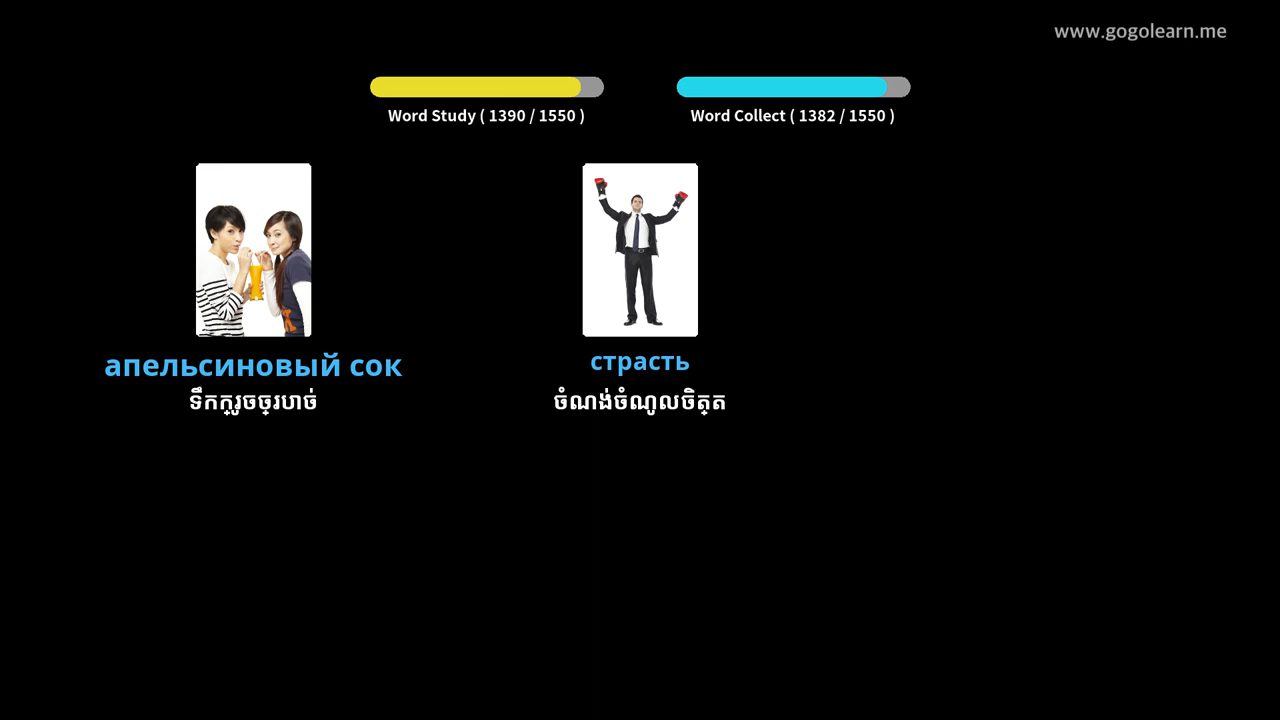 www.gogolearn.me
Word Study ( 1390 / 1550 )
Word Collect ( 1382 / 1550 )
апельсиновый сок
ទឹកក្រូចច្របាច់
страсть
ចំណង់ចំណូលចិត្ត